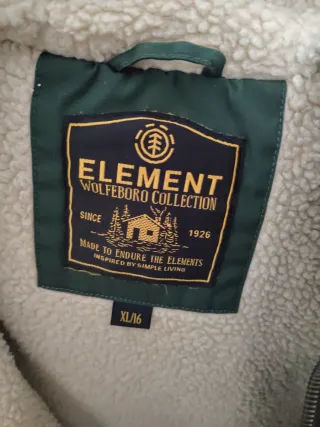 ELEMENT
WOLFEBORO COLLECTION
SINCE 1926
MADE TO ENDURE THE ELEMENTS
INSPIRED BY SIMPLE LIVING
XL/16